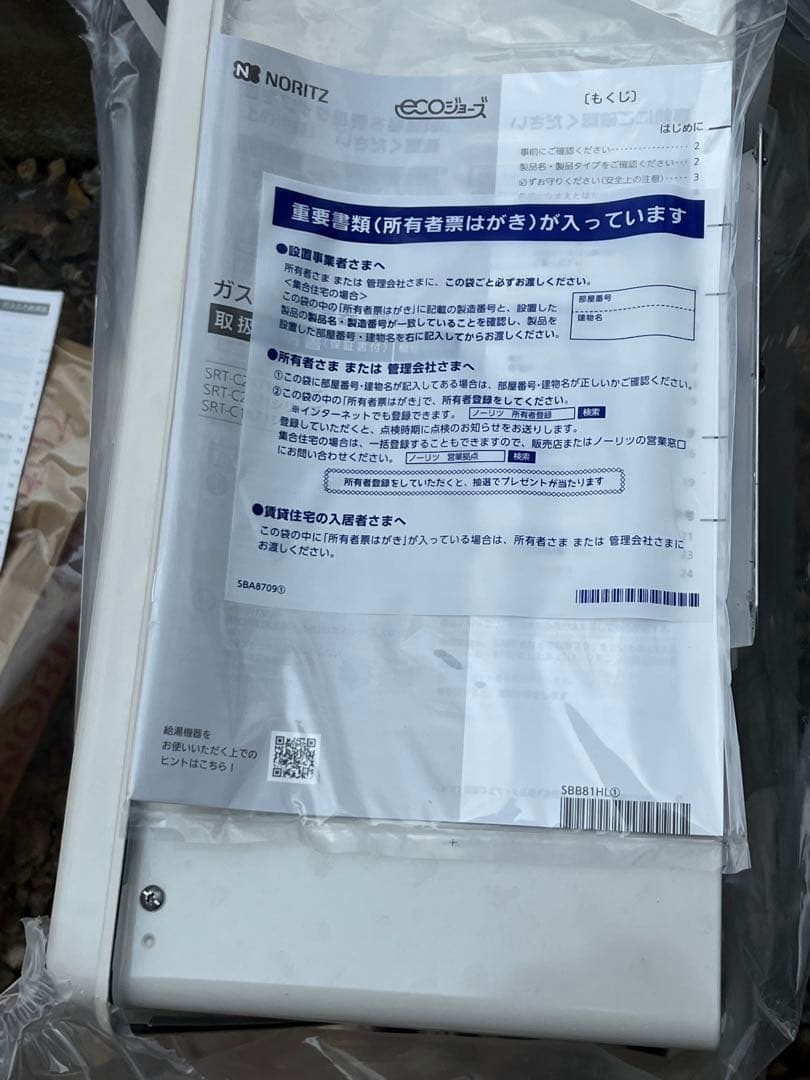 NORITZ
ecoジョーズ
〔もくじ〕
はじめに
事前にご確認ください 2
製品名・製品タイプをご確認ください 2
必ずお守りください(安全上の注意) 3
重要書類(所有者票はがき)が入っています
●設置事業者さまへ
所有者さま または 管理会社さまに、この袋ごと必ずお渡しください。
<集合住宅の場合>
この袋の中の「所有者票はがき」に記載の製造番号と、設置した
製品の製品名・製造番号が一致していることを確認し、製品を
設置した部屋番号・建物名を右に記入してからお渡しください。
部屋番号
建物名
●所有者さま または 管理会社さまへ
①この袋に部屋番号・建物名が記入してある場合は、部屋番号・建物名が正しいかご確認ください。
②この袋の中の「所有者票はがき」で、所有者登録をしてください。
※インターネットでも登録できます。 ノーリツ 所有者登録 検索
登録していただくと、点検時期に点検のお知らせをお送りします。
集合住宅の場合は、一括登録することもできますので、販売店またはノーリツの営業窓口
にお問い合わせください。 ノーリツ 営業拠点 検索
所有者登録をしていただくと、抽選でプレゼントが当たります
●賃貸住宅の入居者さまへ
この袋の中に「所有者票はがき」が入っている場合は、所有者さま または 管理会社さまに
お渡しください。
SBA8709①
ガス
取扱
SRT-C2
SRT-C2
SRT-C1
給湯機器を
お使いいただく上での
ヒントはこちら！
SBB81HL①